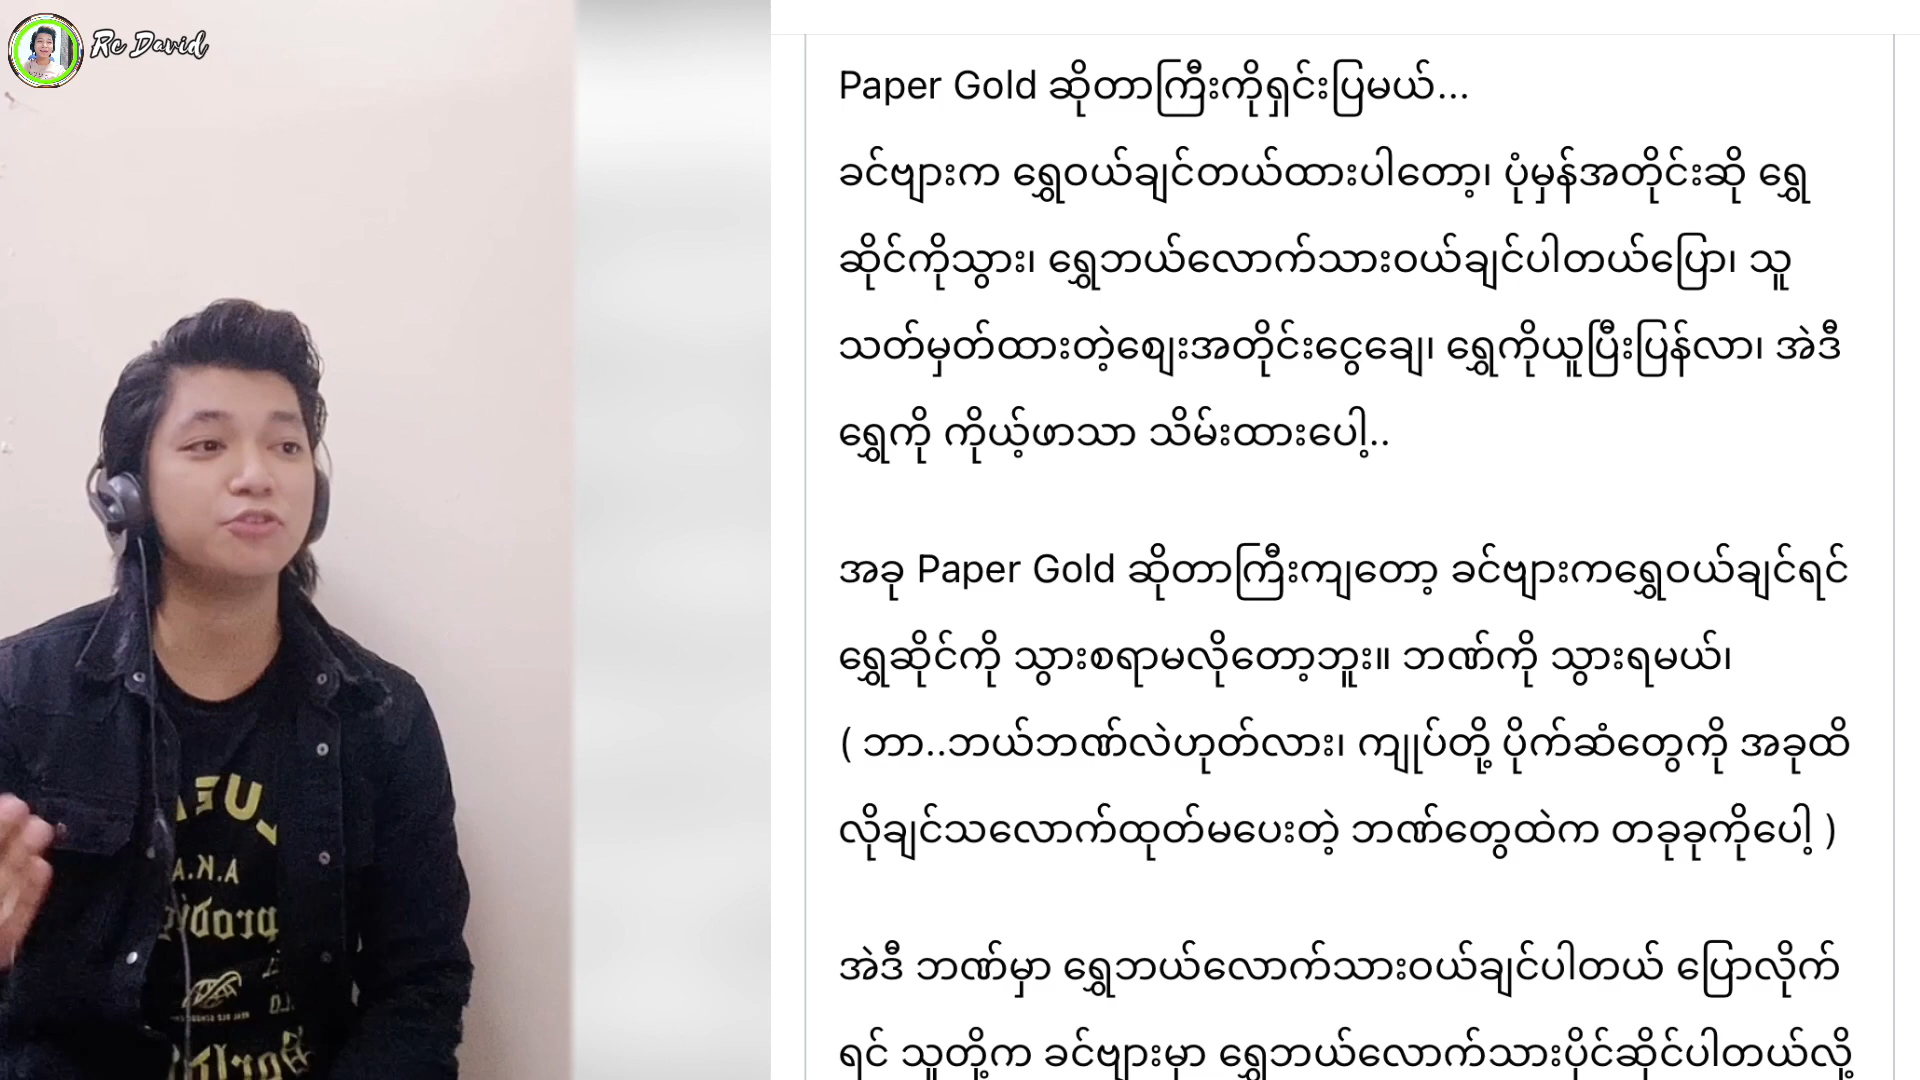 Rc David
Paper Gold ဆိုတာကြီးကိုရှင်းပြမယ်...
ခင်ဗျားက ရွှေဝယ်ချင်တယ်ထားပါတော့၊ ပုံမှန်အတိုင်းဆို ရွှေ
ဆိုင်ကိုသွား၊ ရွှေဘယ်လောက်သားဝယ်ချင်ပါတယ်ပြော၊ သူ
သတ်မှတ်ထားတဲ့ဈေးအတိုင်းငွေချေ၊ ရွှေကိုယူပြီးပြန်လာ၊ အဲဒီ
ရွှေကို ကိုယ့်ဖာသာ သိမ်းထားပေါ့..
အခု Paper Gold ဆိုတာကြီးကျတော့ ခင်ဗျားကရွှေဝယ်ချင်ရင်
ရွှေဆိုင်ကို သွားစရာမလိုတော့ဘူး။ ဘဏ်ကို သွားရမယ်၊
( ဘာ..ဘယ်ဘဏ်လဲဟုတ်လား၊ ကျုပ်တို့ ပိုက်ဆံတွေကို အခုထိ
လိုချင်သလောက်ထုတ်မပေးတဲ့ ဘဏ်တွေထဲက တခုခုကိုပေါ့ )
အဲဒီ ဘဏ်မှာ ရွှေဘယ်လောက်သားဝယ်ချင်ပါတယ် ပြောလိုက်
ရင် သူတို့က ခင်ဗျားမှာ ရွှေဘယ်လောက်သားပိုင်ဆိုင်ပါတယ်လို့
A.K.A